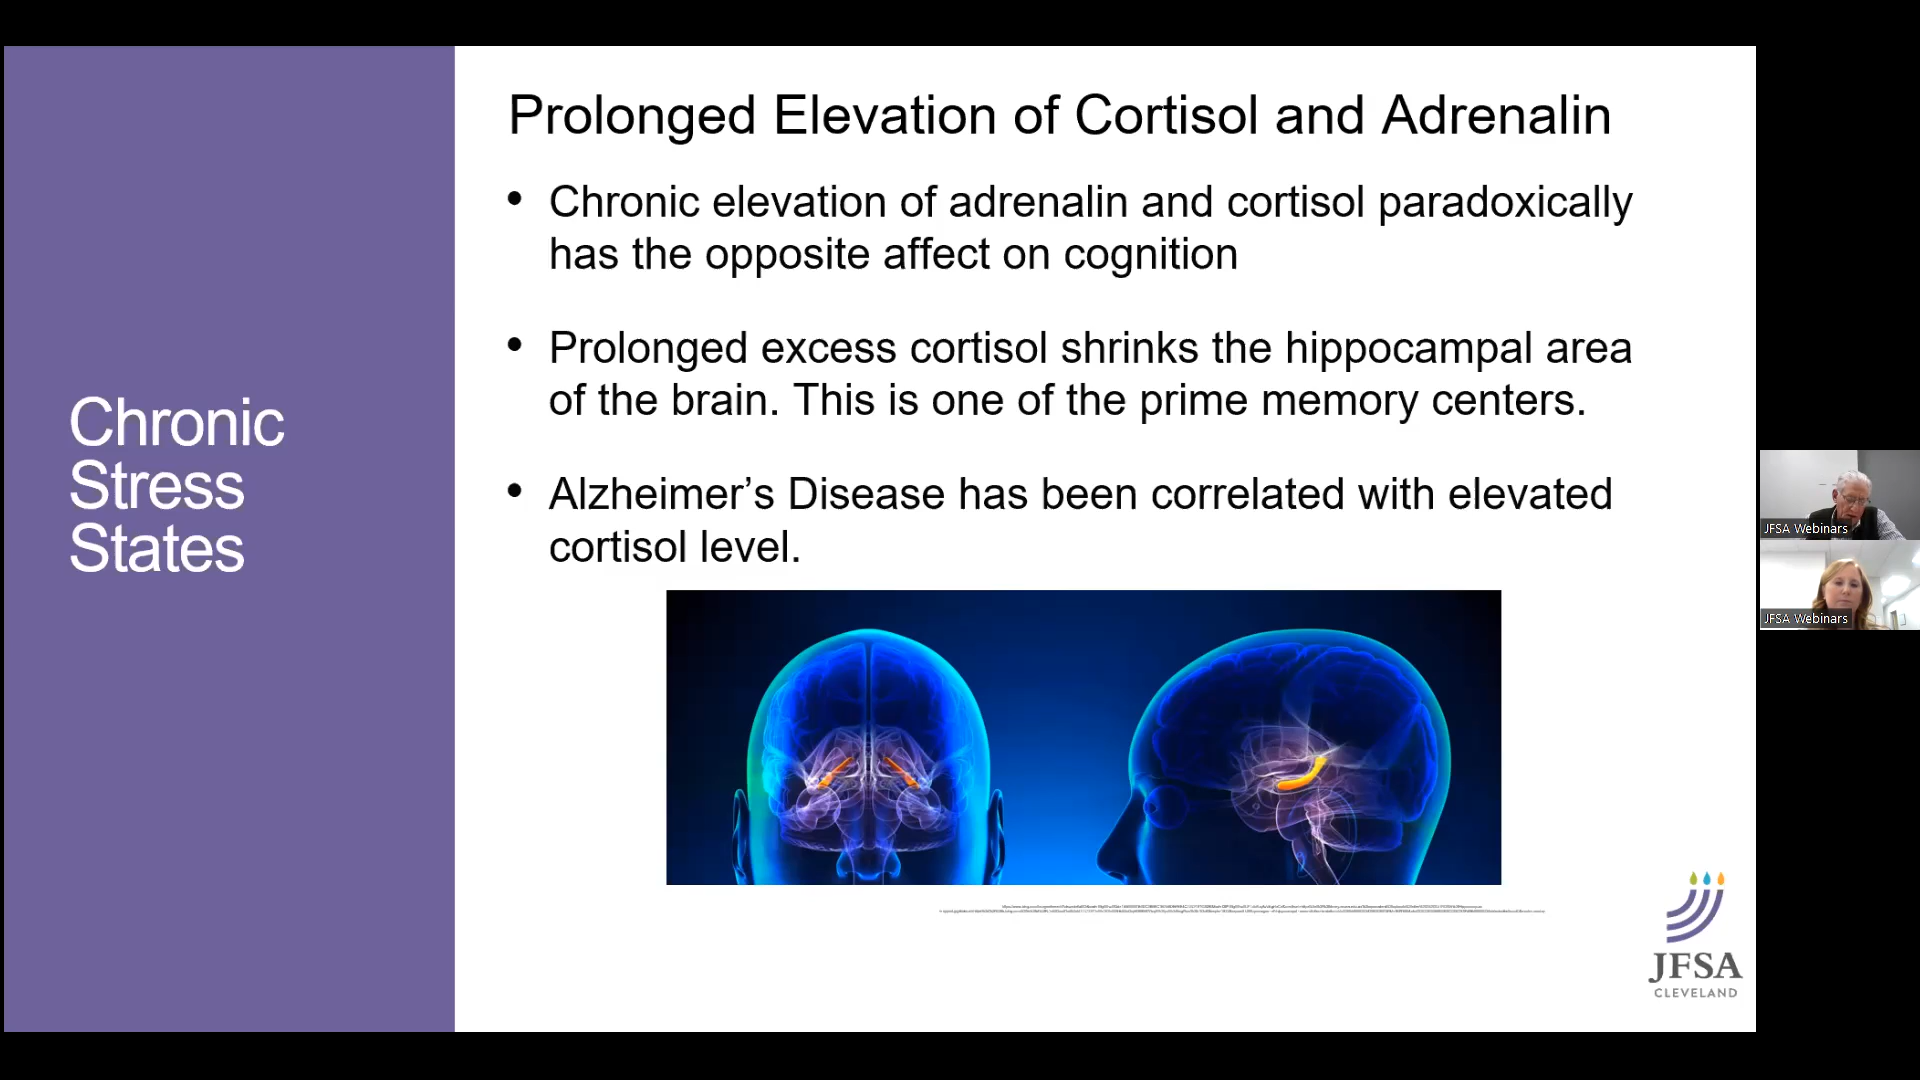 Chronic
Stress
States
Prolonged Elevation of Cortisol and Adrenalin
• Chronic elevation of adrenalin and cortisol paradoxically
has the opposite affect on cognition
• Prolonged excess cortisol shrinks the hippocampal area
of the brain. This is one of the prime memory centers.
• Alzheimer’s Disease has been correlated with elevated
cortisol level.
JFSA
CLEVELAND
JFSA Webinars
JFSA Webinars